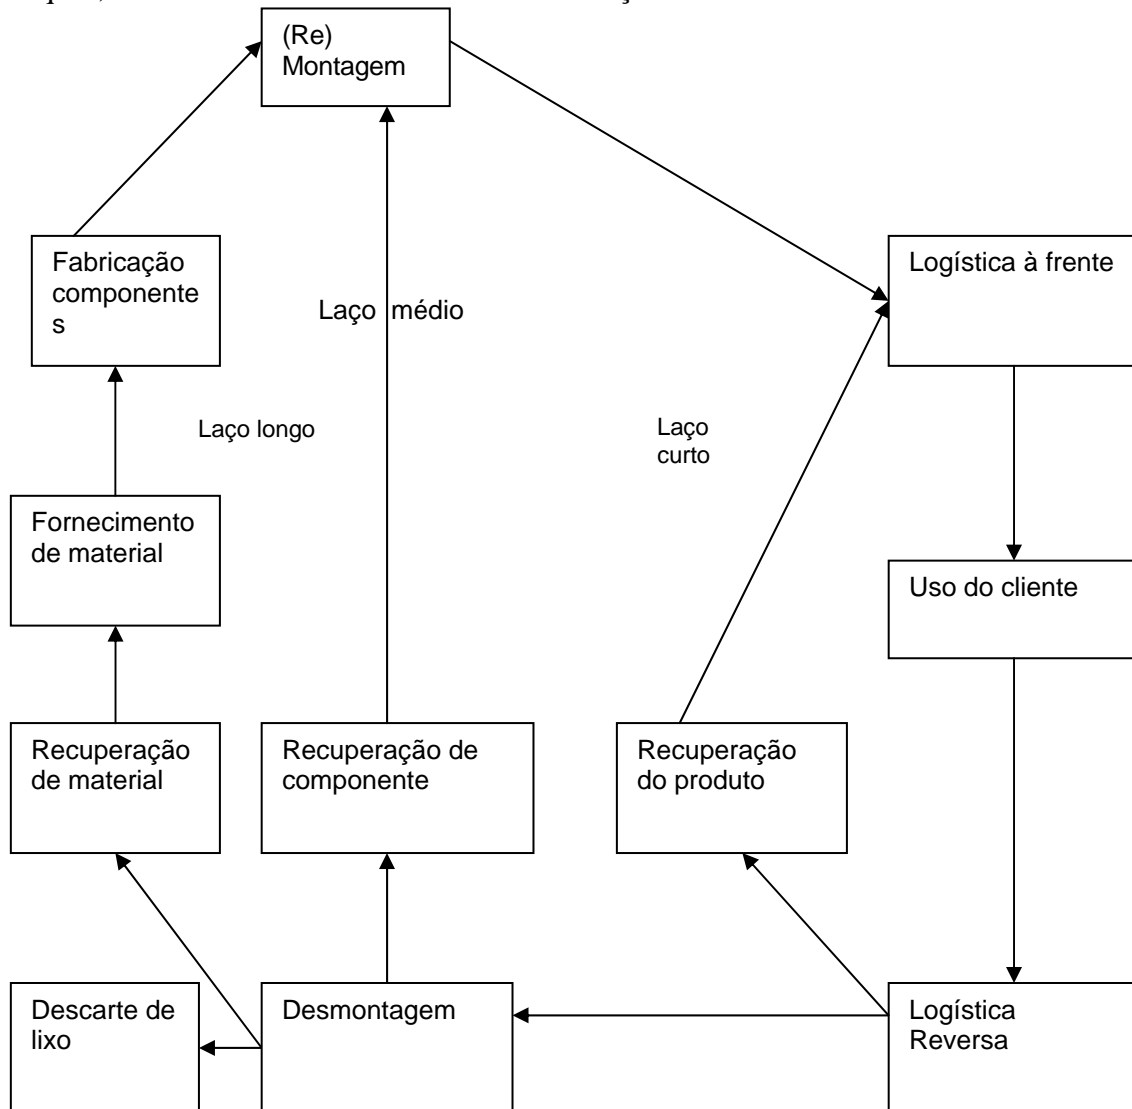 (Re)
Montagem
Fabricação
componente
s
Logística à frente
Laço médio
Laço longo
Laço
curto
Fornecimento
de material
Uso do cliente
Recuperação
de material
Recuperação de
componente
Recuperação
do produto
Descarte de
lixo
Desmontagem
Logística
Reversa